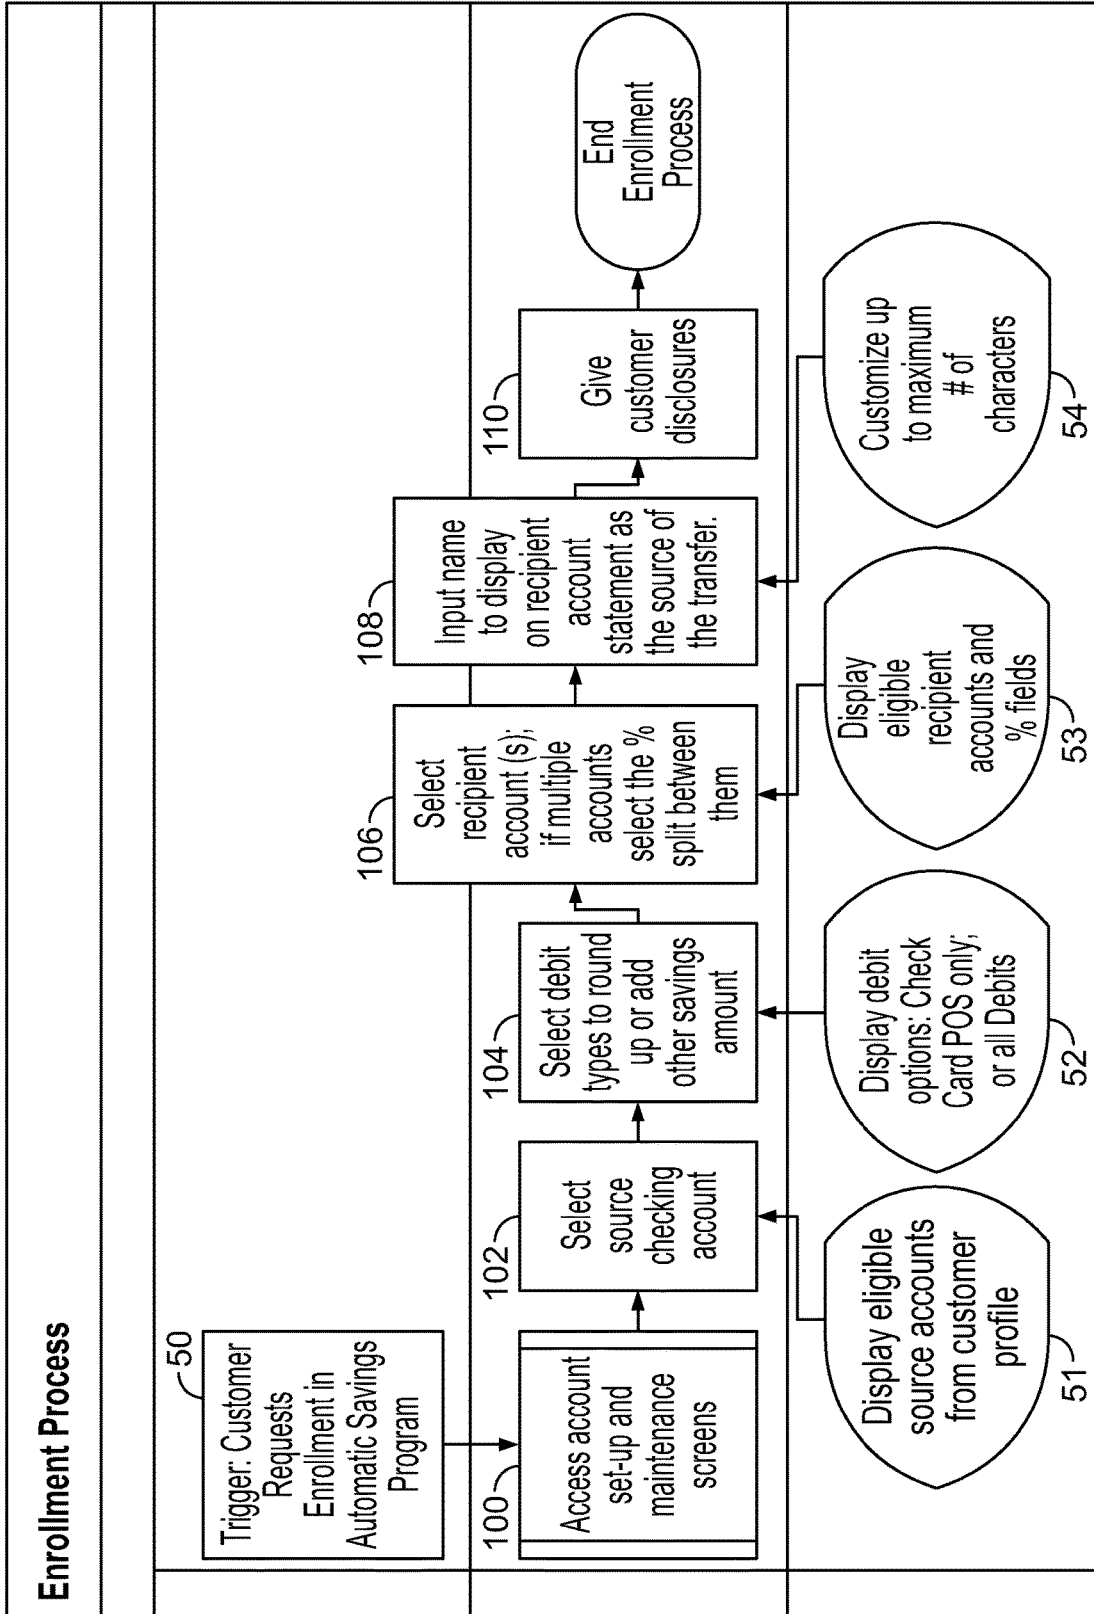 Enrollment Process
50
Trigger: Customer
Requests
Enrollment in
Automatic Savings
Program
100
Access account
set-up and
maintenance
screens
102
Select
source
checking
account
104
Select debit
types to round
up or add
other savings
amount
106
Select
recipient
account (s);
if multiple
accounts
select the %
split between
them
108
Input name
to display
on recipient
account
statement as
the source of
the transfer.
110
Give
customer
disclosures
End
Enrollment
Process
Display eligible
source accounts
from customer
profile
51
Display debit
options: Check
Card POS only;
or all Debits
52
Display
eligible
recipient
accounts and
% fields
53
Customize up
to maximum
# of
characters
54